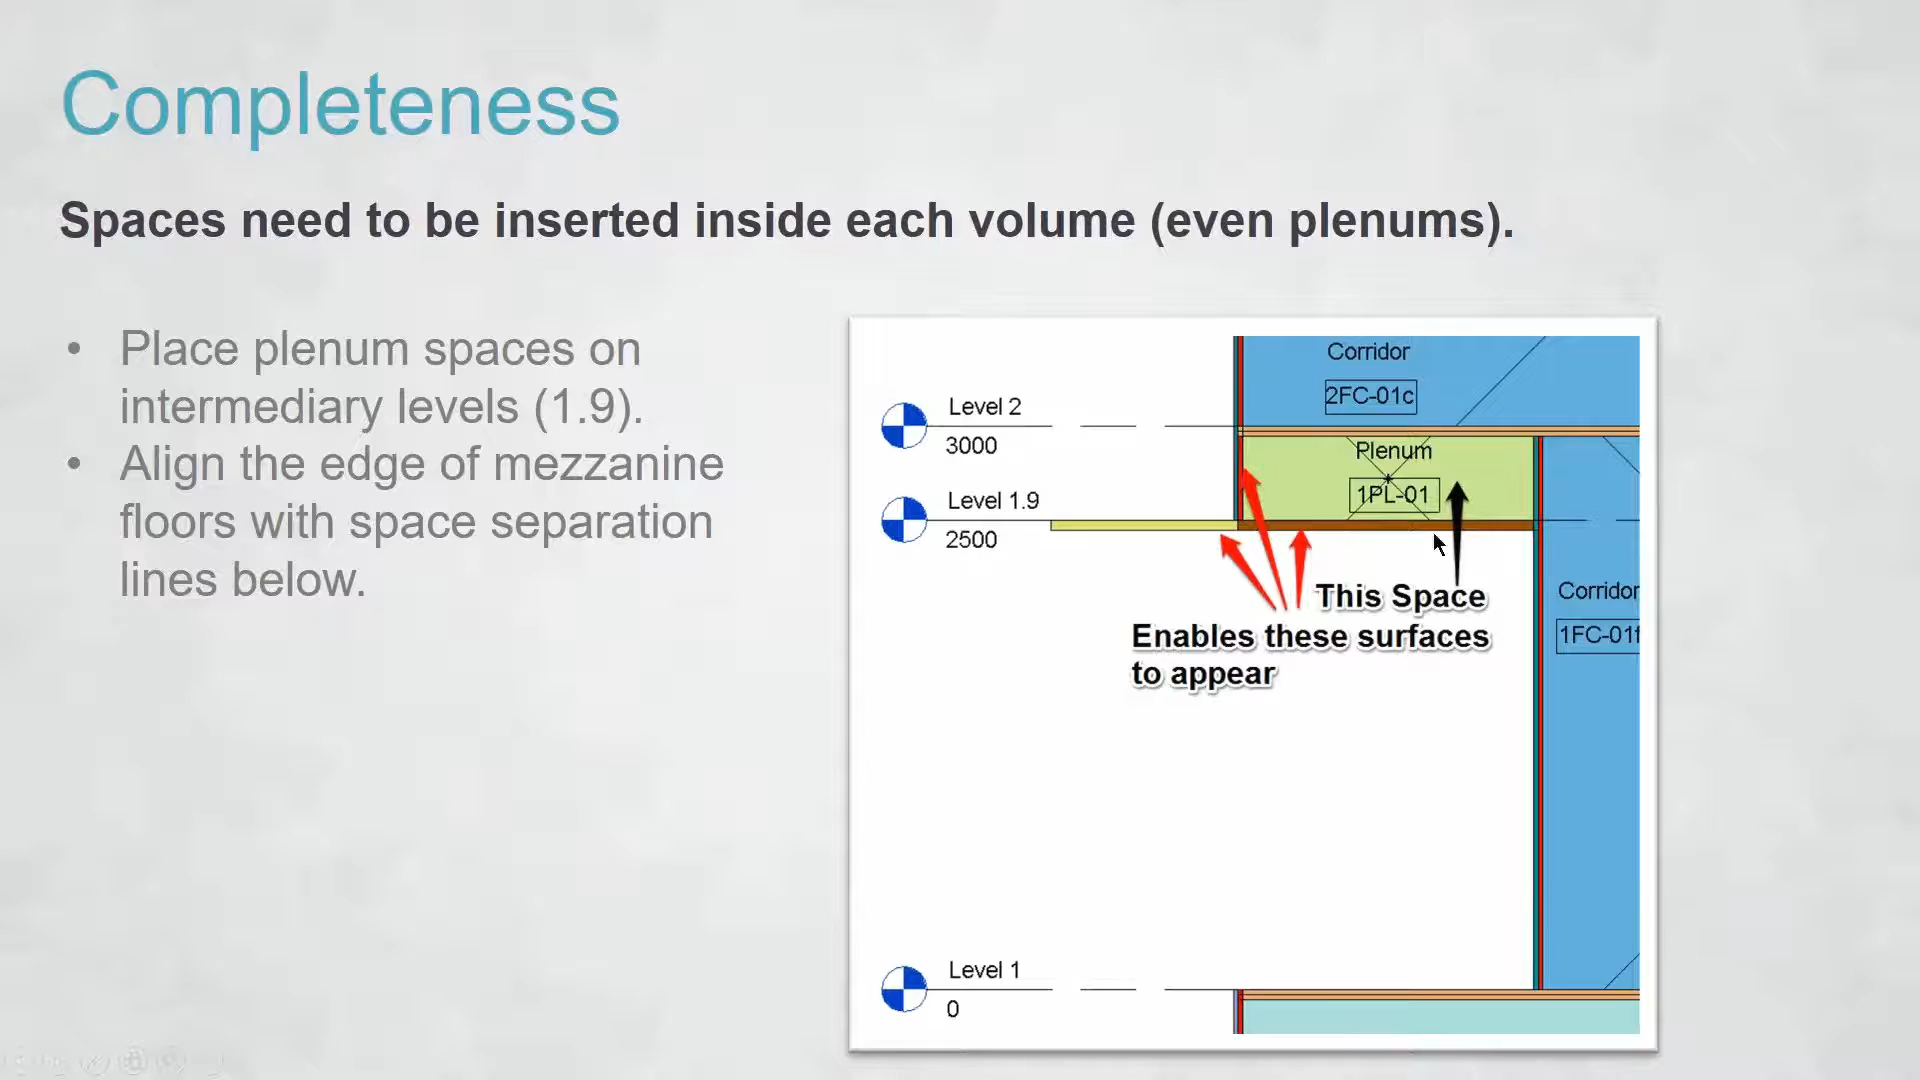 Completeness
Spaces need to be inserted inside each volume (even plenums).
• Place plenum spaces on
intermediary levels (1.9).
• Align the edge of mezzanine
floors with space separation
lines below.
Corridor
2FC-01c
Level 2
3000
Plenum
1PL-01
Level 1.9
2500
This Space
Enables these surfaces
to appear
Corridor
Level 1
0